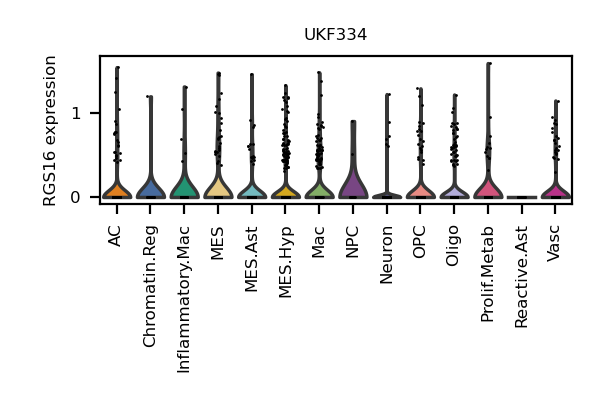 UKF334
RGS16 expression
1
0
AC
Chromatin.Reg
Inflammatory.Mac
MES
MES.Ast
MES.Hyp
Mac
NPC
Neuron
OPC
Oligo
Prolif.Metab
Reactive.Ast
Vasc